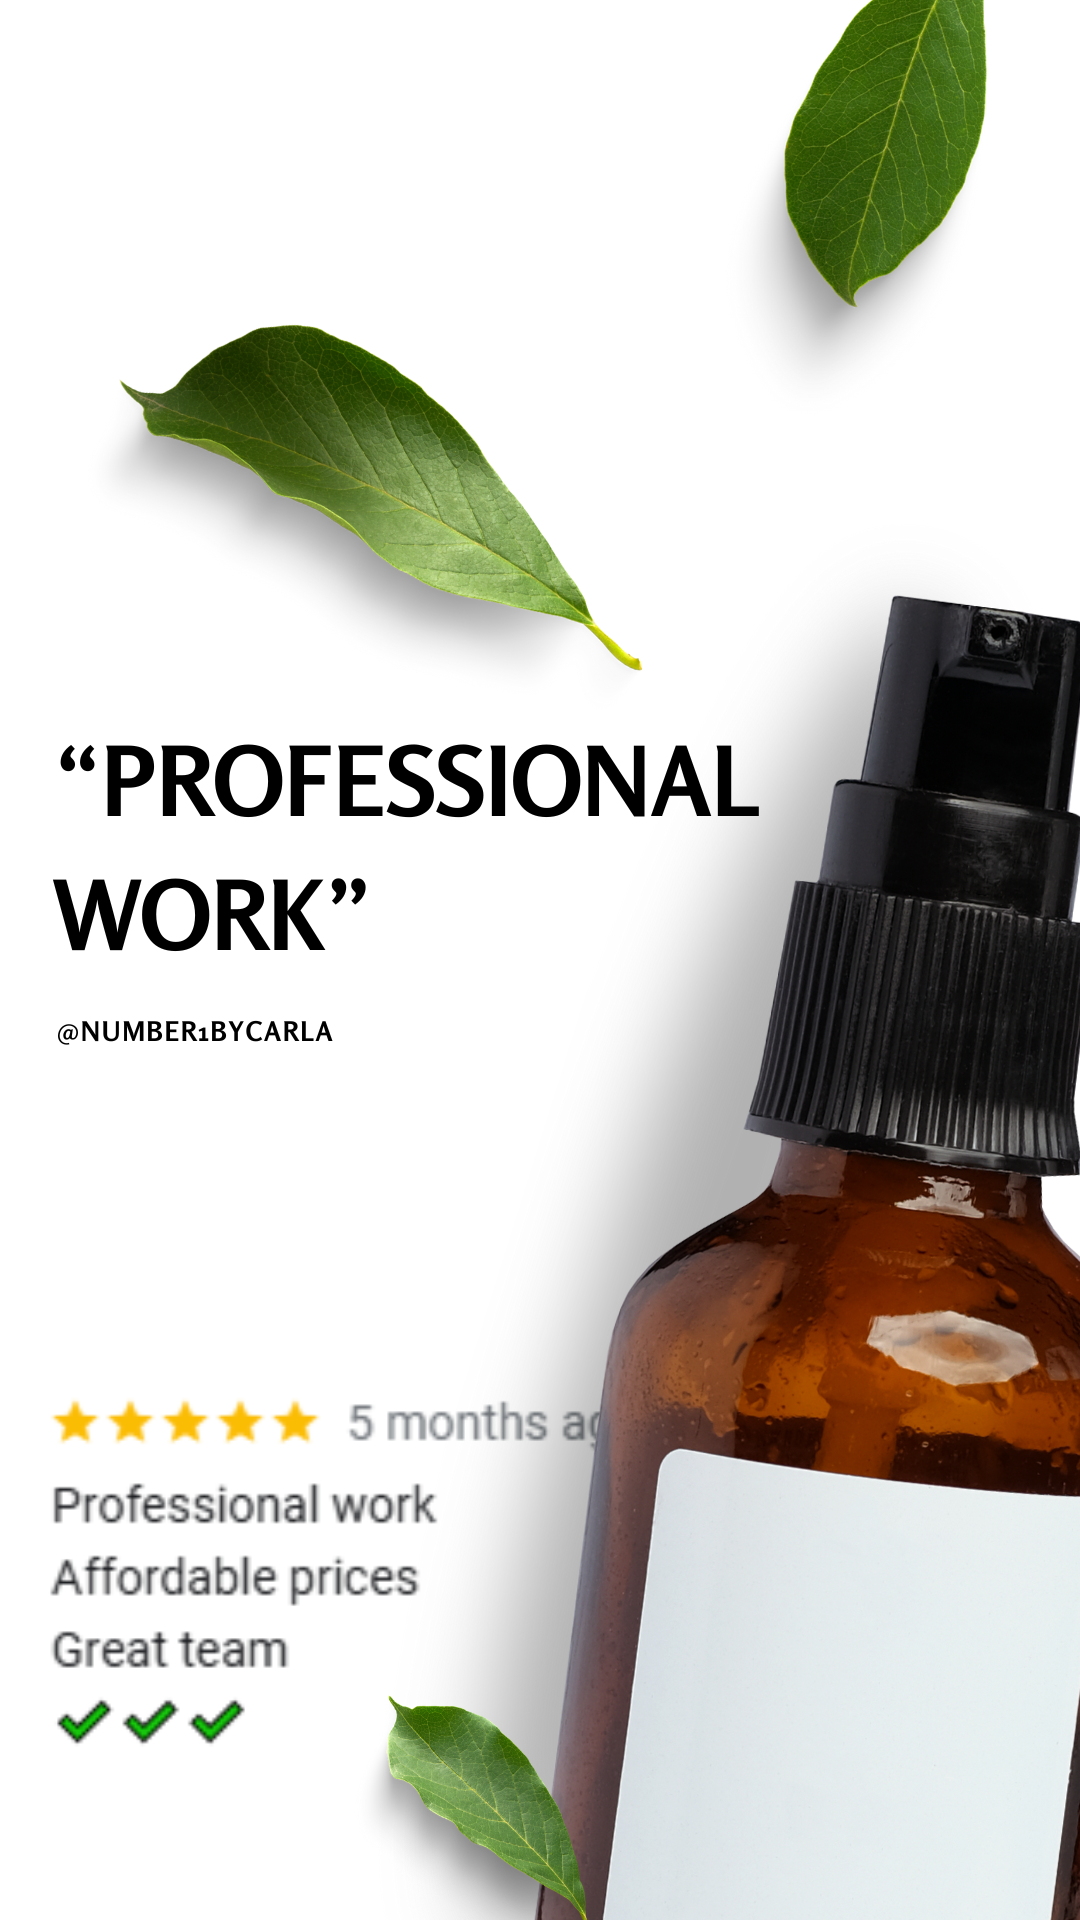 “PROFESSIONAL
WORK”
@NUMBER1BYCARLA
★★★★★ 5 months
Professional work
Affordable prices
Great team
✔✔✔